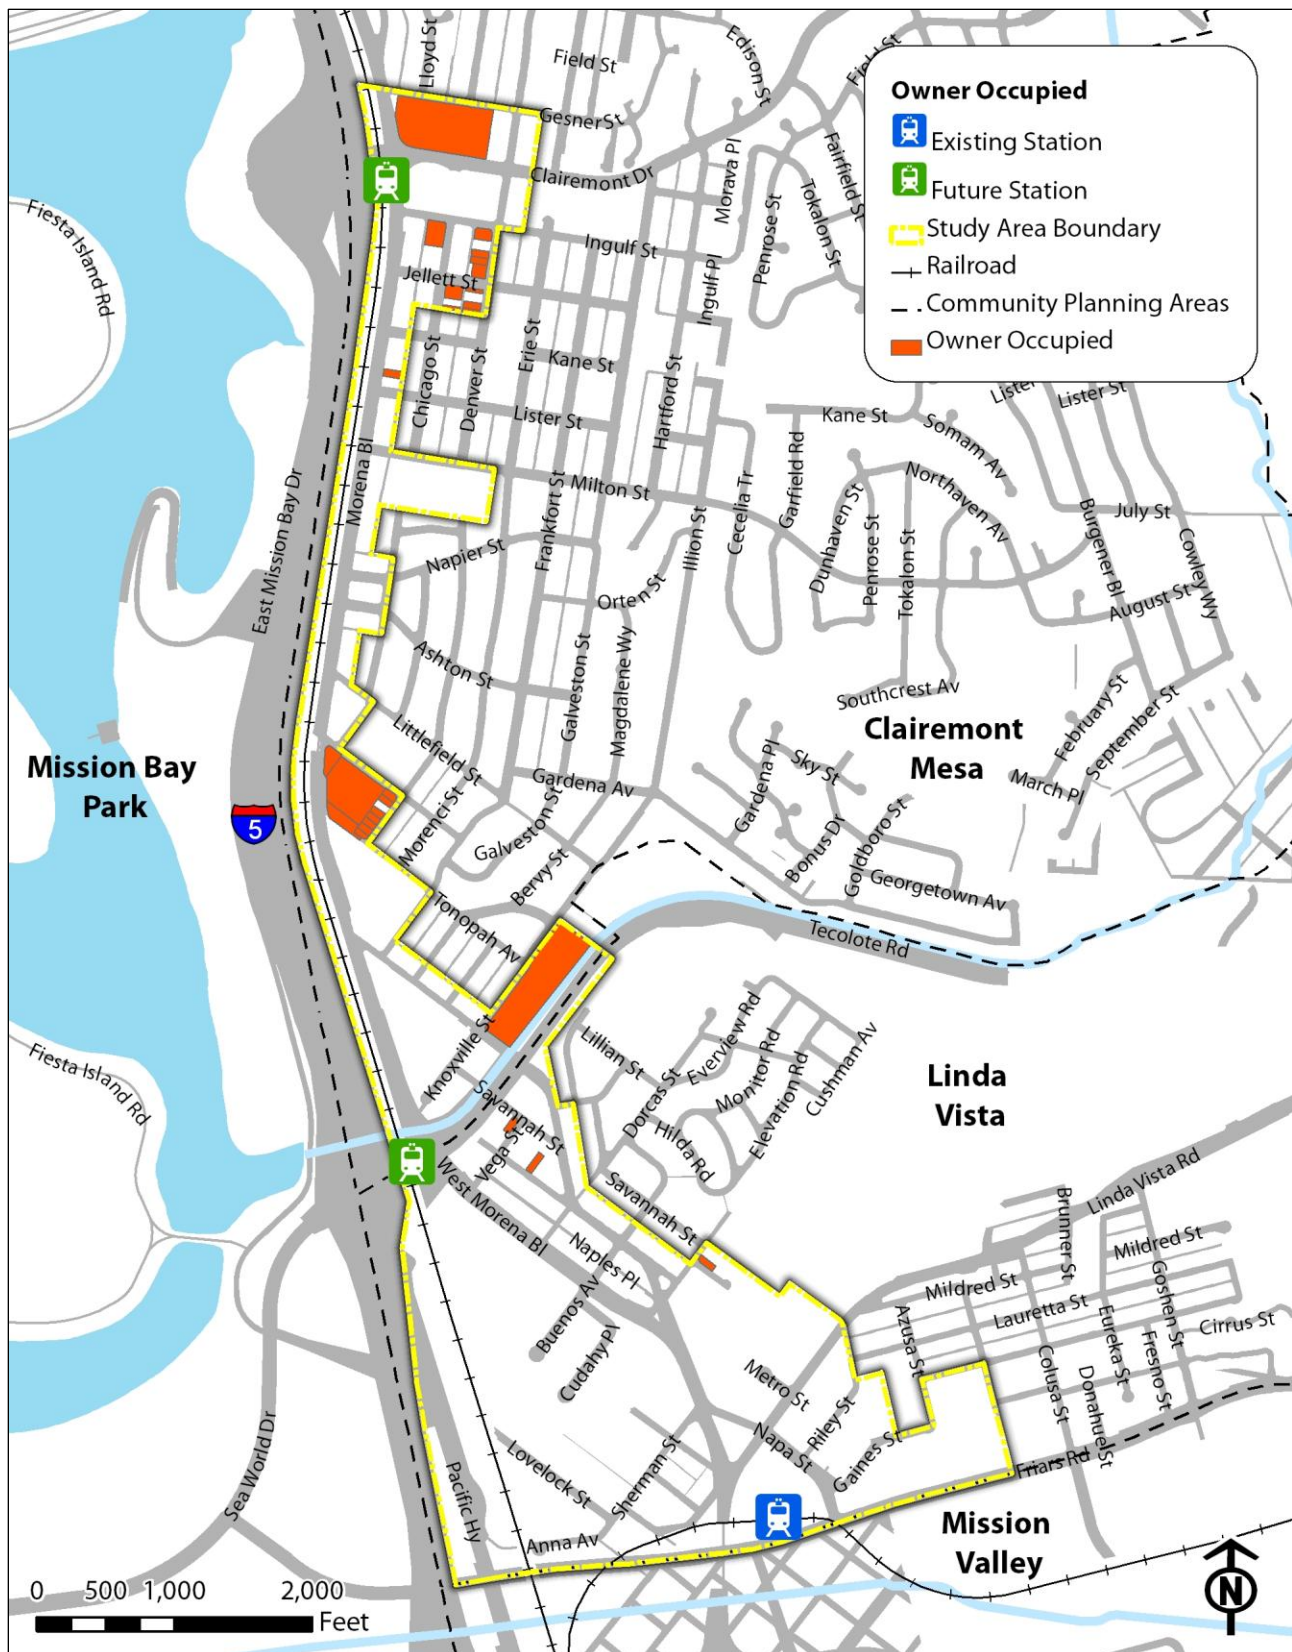 Lloyd St
Field St
Edison St
Field St
Gesner St
Clairemont Dr
Morava Pl
Penrose St
Tokalon St
Fairfield St
Owner Occupied
Existing Station
Future Station
Study Area Boundary
Railroad
Community Planning Areas
Owner Occupied
Fiesta Island Rd
Ingulf St
Ingulf Pl
Jellett St
Chicago St
Denver St
Erie St
Kane St
Hartford St
Lister St
Kane St
Somam Av
Lister
Lister St
Morena Bl
East Mission Bay Dr
Milton St
Frankfort St
Illion St
Cecelia Tr
Garfield Rd
Dunhaven St
Penrose St
Tokalon St
Northaven Av
Burgener Bl
July St
Cowley Wy
August St
Napier St
Orten St
Ashton St
Galveston St
Magdalene Wy
Southcrest Av
Clairemont
Mesa
February St
September St
March Pl
Littlefield St
Gardena Av
Gardena Pl
Sky St
Bonus Dr
Goldboro St
Georgetown Av
Mission Bay
Park
5
Morenci St
Galveston St
Bervy St
Tonopah Av
Tecolote Rd
Knoxville St
Savannah St
Vega St
Lillian St
Dorcas St
Everview Rd
Monitor Rd
Elevation Rd
Cushman Av
Hilda Rd
Linda
Vista
Fiesta Island Rd
West Morena Bl
Savannah St
Naples Pl
Buenos Av
Cudahy Pl
Linda Vista Rd
Brunner St
Mildred St
Mildred St
Goshen St
Lauretta St
Azusa St
Eureka St
Fresno St
Cirrus St
Colusa St
Donahue St
Metro St
Riley St
Napa St
Gaines St
Friars Rd
Sea World Dr
Pacific Hy
Lovelock St
Sherman St
Anna Av
Mission
Valley
0 500 1,000 2,000
Feet
N